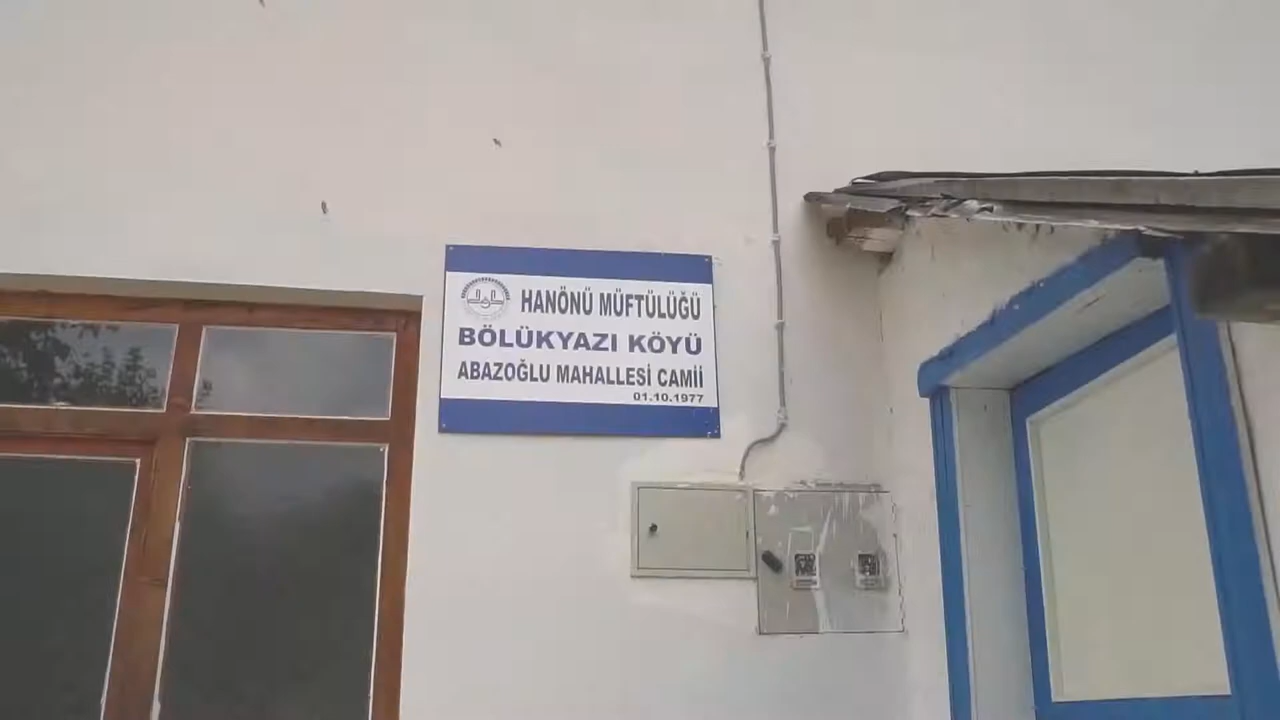 HANÖNÜ MÜFTÜLÜĞÜ
BÖLÜKYAZI KÖYÜ
ABAZOĞLU MAHALLESİ CAMİİ
01.10.1977